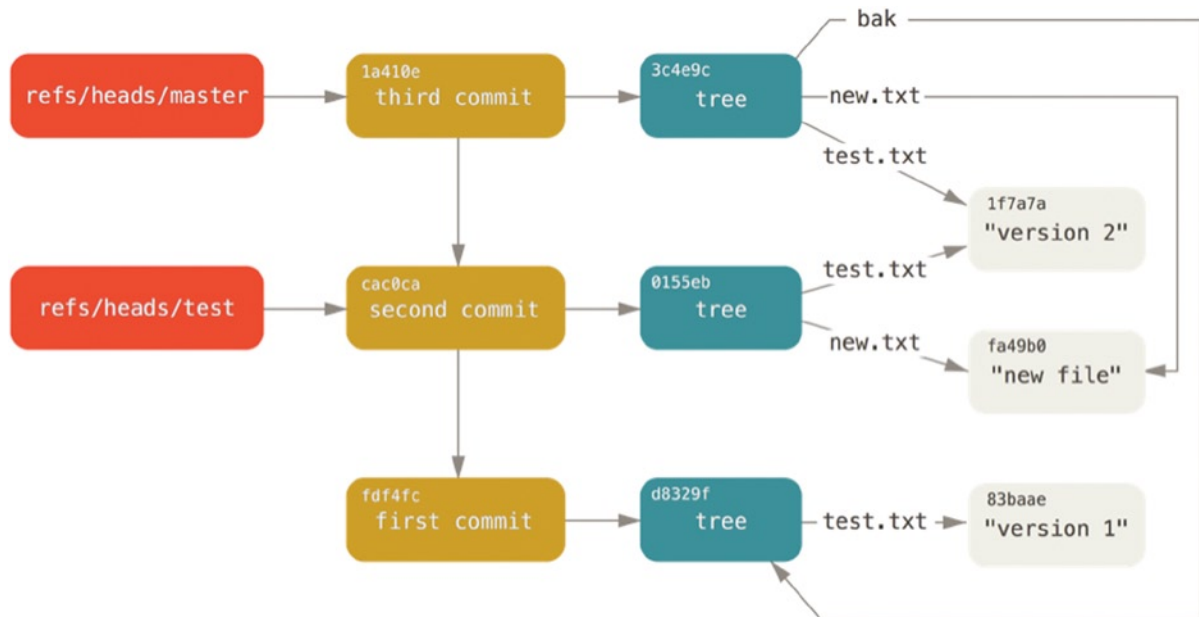 bak
refs/heads/master
1a410e
third commit
3c4e9c
tree
new.txt
test.txt
1f7a7a
"version 2"
refs/heads/test
cac0ca
second commit
0155eb
tree
test.txt
new.txt
fa49b0
"new file"
fdf4fc
first commit
d8329f
tree
test.txt
83baae
"version 1"